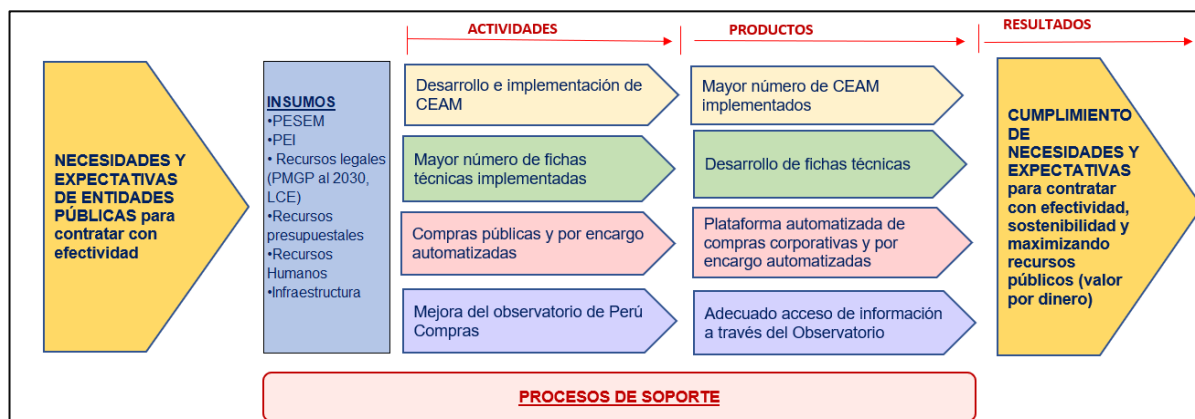 ACTIVIDADES
PRODUCTOS
RESULTADOS
NECESIDADES Y
EXPECTATIVAS
DE ENTIDADES
PÚBLICAS para
contratar con
efectividad
INSUMOS
•PESEM
•PEI
• Recursos legales
(PMGP al 2030,
LCE)
•Recursos
presupuestales
•Recursos
Humanos
•Infraestructura
Desarrollo e implementación de
CEAM
Mayor número de fichas
técnicas implementadas
Compras públicas y por encargo
automatizadas
Mejora del observatorio de Perú
Compras
Mayor número de CEAM
implementados
Desarrollo de fichas técnicas
Plataforma automatizada de
compras corporativas y por
encargo automatizadas
Adecuado acceso de información
a través del Observatorio
CUMPLIMIENTO
DE
NECESIDADES Y
EXPECTATIVAS
para contratar
con efectividad,
sostenibilidad y
maximizando
recursos
públicos (valor
por dinero)
PROCESOS DE SOPORTE